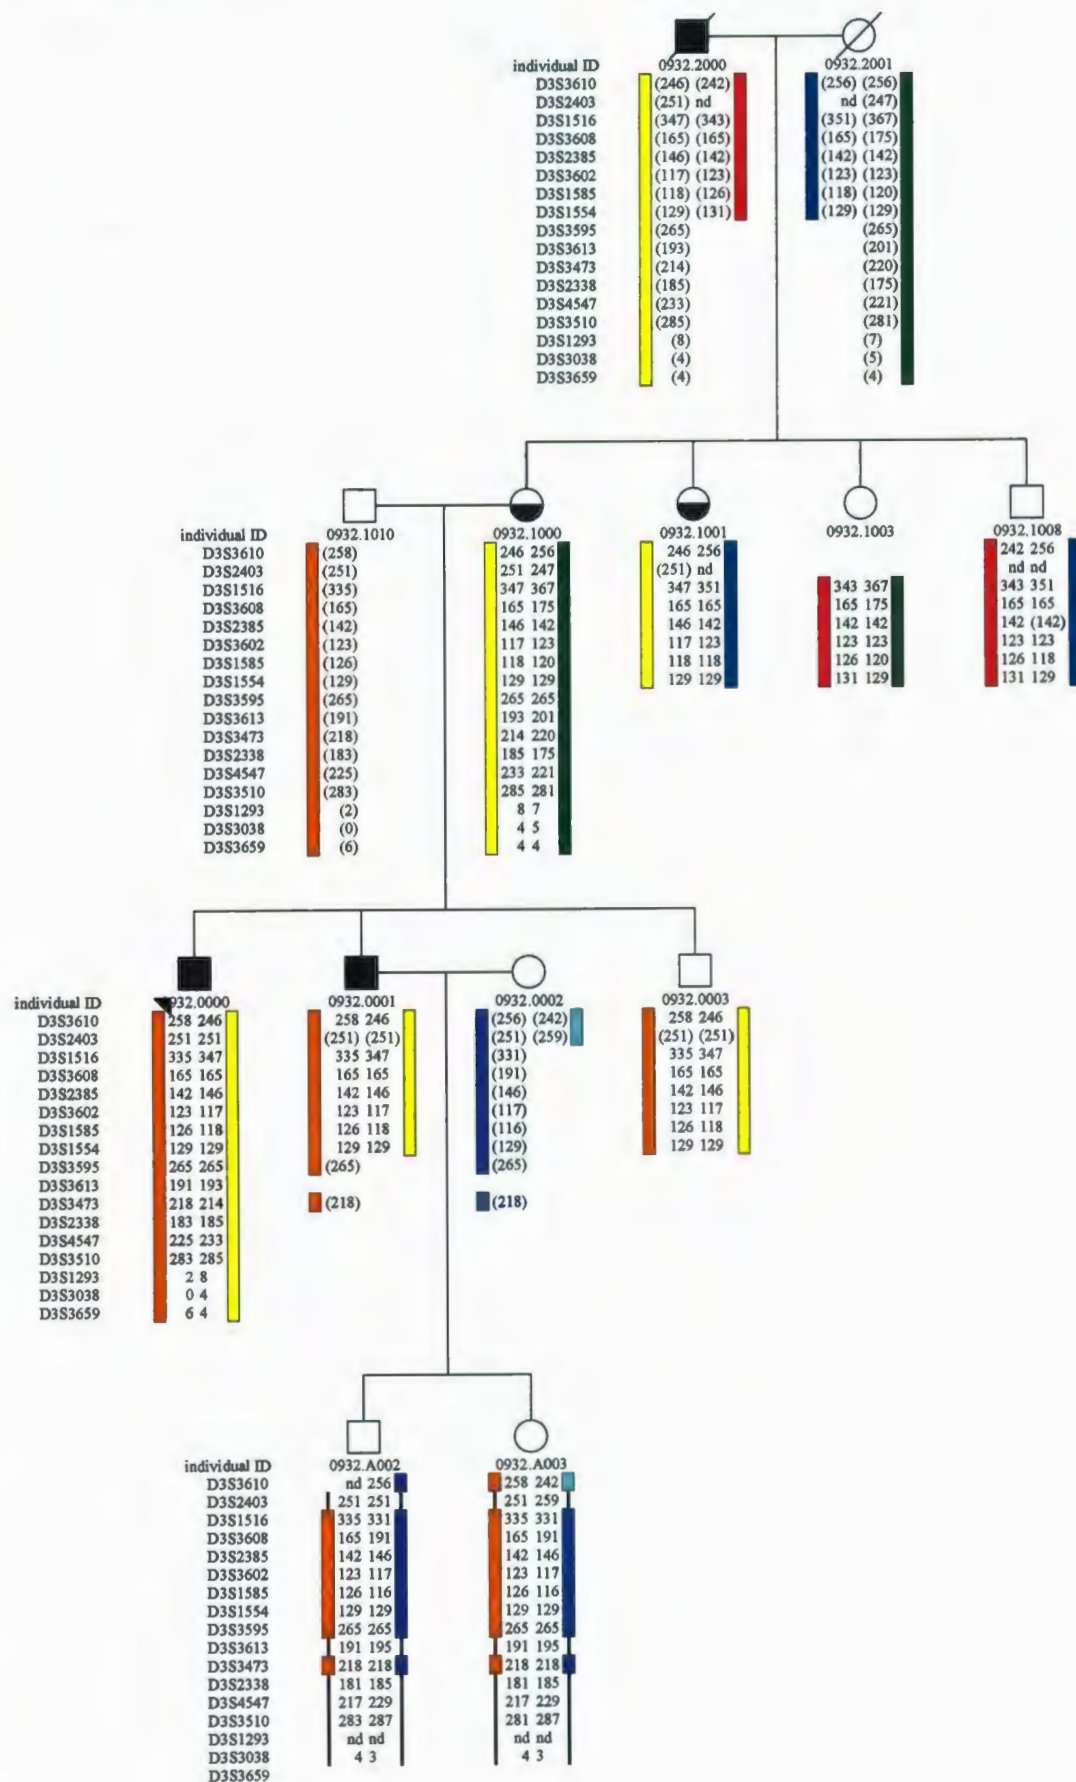 individual ID 0932.2000 0932.2001
D3S3610 (246) (242) (256) (256)
D3S2403 (251) nd nd (247)
D3S1516 (347) (343) (351) (367)
D3S3608 (165) (165) (165) (175)
D3S2385 (146) (142) (142) (142)
D3S3602 (117) (123) (123) (123)
D3S1585 (118) (126) (118) (120)
D3S1554 (129) (131) (129) (129)
D3S3595 (265) (265)
D3S3613 (193) (201)
D3S3473 (214) (220)
D3S2338 (185) (175)
D3S4547 (233) (221)
D3S3510 (285) (281)
D3S1293 (8) (7)
D3S3038 (4) (5)
D3S3659 (4) (4)
individual ID 0932.1010 0932.1000 0932.1001 0932.1003 0932.1008
D3S3610 (258) 246 256 246 256 242 256
D3S2403 (251) 251 247 (251) nd nd nd
D3S1516 (335) 347 367 347 351 343 367 343 351
D3S3608 (165) 165 175 165 165 165 175 165 165
D3S2385 (142) 146 142 146 142 142 142 142 (142)
D3S3602 (123) 117 123 117 123 123 123 123 123
D3S1585 (126) 118 120 118 118 126 120 126 118
D3S1554 (129) 129 129 129 129 131 129 131 129
D3S3595 (265) 265 265
D3S3613 (191) 193 201
D3S3473 (218) 214 220
D3S2338 (183) 185 175
D3S4547 (225) 233 221
D3S3510 (283) 285 281
D3S1293 (2) 8 7
D3S3038 (0) 4 5
D3S3659 (6) 4 4
individual ID 0932.0000 0932.0001 0932.0002 0932.0003
D3S3610 258 246 258 246 (256) (242) 258 246
D3S2403 251 251 (251) (251) (251) (259) (251) (251)
D3S1516 335 347 335 347 (331) 335 347
D3S3608 165 165 165 165 (191) 165 165
D3S2385 142 146 142 146 (146) 142 146
D3S3602 123 117 123 117 (117) 123 117
D3S1585 126 118 126 118 (116) 126 118
D3S1554 129 129 129 129 (129) 129 129
D3S3595 265 265 (265) (265)
D3S3613 191 193
D3S3473 218 214 (218) (218)
D3S2338 183 185
D3S4547 225 233
D3S3510 283 285
D3S1293 2 8
D3S3038 0 4
D3S3659 6 4
individual ID 0932.A002 0932.A003
D3S3610 nd 256 258 242
D3S2403 251 251 251 259
D3S1516 335 331 335 331
D3S3608 165 191 165 191
D3S2385 142 146 142 146
D3S3602 123 117 123 117
D3S1585 126 116 126 116
D3S1554 129 129 129 129
D3S3595 265 265 265 265
D3S3613 191 195 191 195
D3S3473 218 218 218 218
D3S2338 181 185 181 185
D3S4547 217 229 217 229
D3S3510 283 287 281 287
D3S1293 nd nd nd nd
D3S3038 4 3 4 3
D3S3659